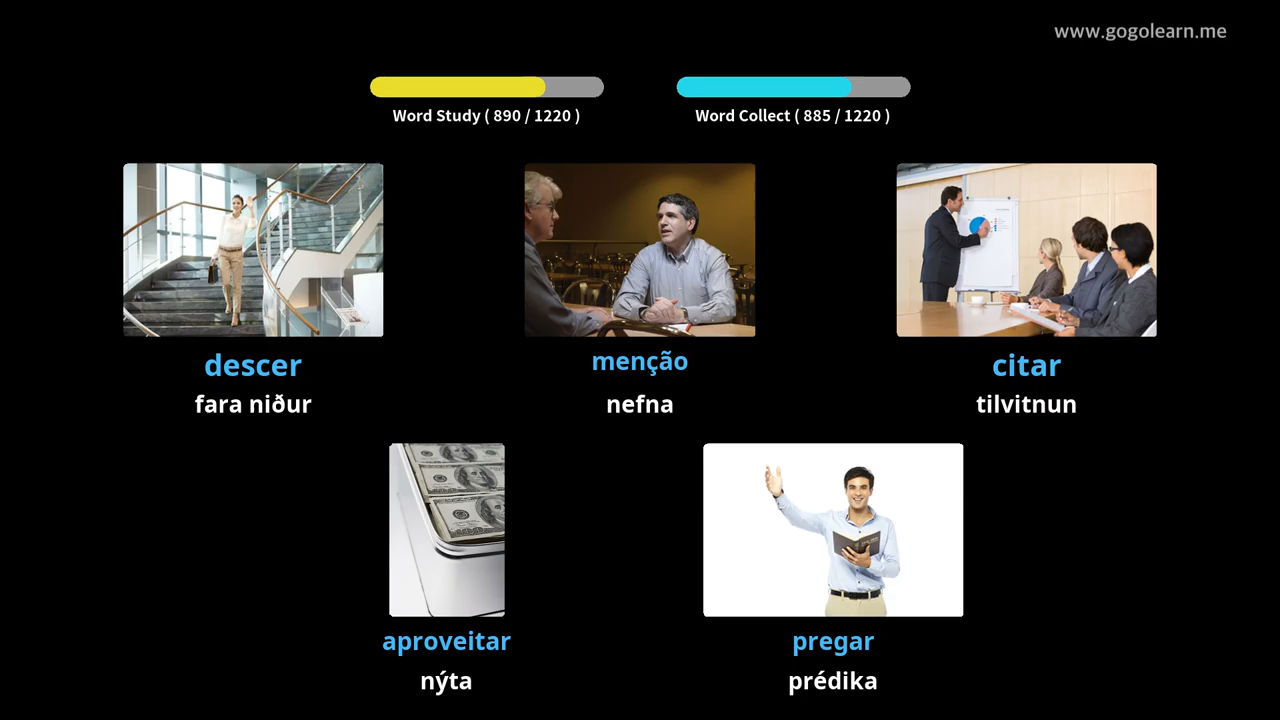 www.gogolearn.me
Word Study ( 890 / 1220 )
Word Collect ( 885 / 1220 )
descer
fara niður
menção
nefna
citar
tilvitnun
aproveitar
nýta
pregar
prédika